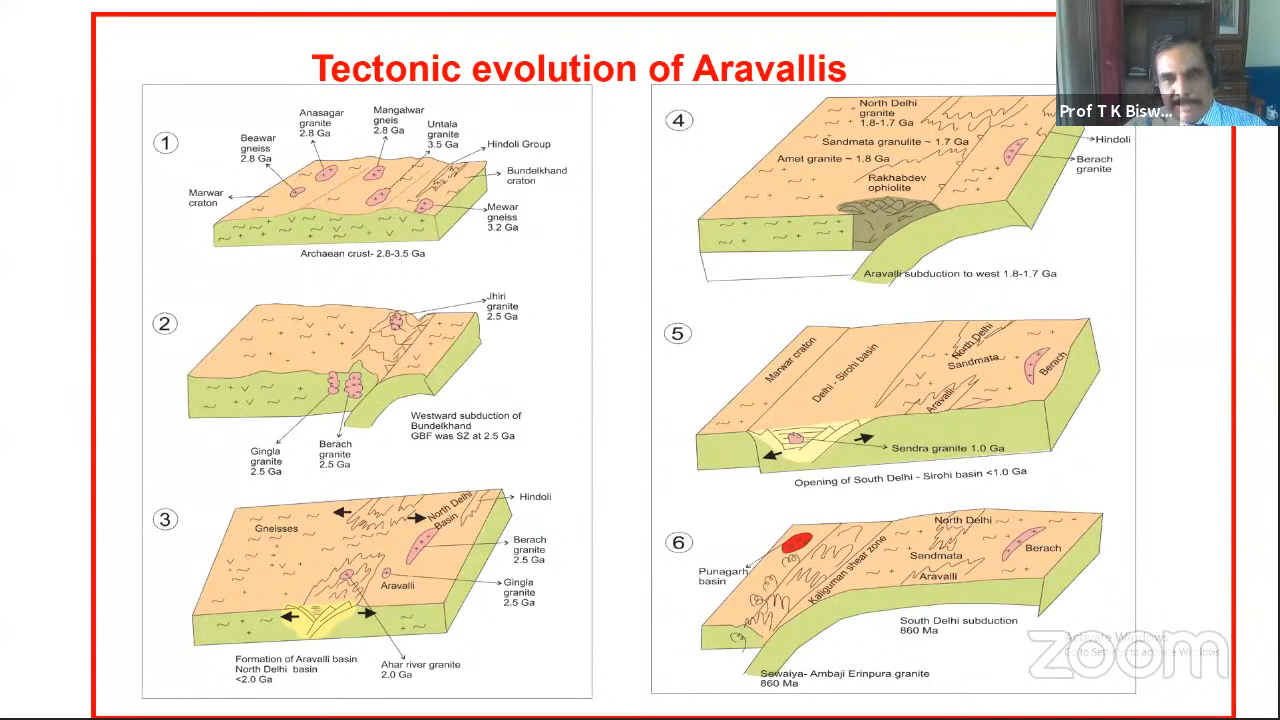 Tectonic evolution of Aravallis
Prof T K Bisw...
1
Anasagar
granite
2.8 Ga
Mangalwar
gneis
2.8 Ga
Untala
granite
3.5 Ga
Beawar
gneiss
2.8 Ga
Hindoli Group
Bundelkhand
craton
Marwar
craton
Mewar
gneiss
3.2 Ga
Archaean crust- 2.8-3.5 Ga
2
Jhiri
granite
2.5 Ga
Westward subduction of
Bundelkhand
GBF was SZ at 2.5 Ga
Gingla
granite
2.5 Ga
Berach
granite
2.5 Ga
3
Gneisses
North Delhi
Basin
Hindoli
Berach
granite
2.5 Ga
Aravalli
Gingla
granite
2.5 Ga
Formation of Aravalli basin
North Delhi basin
<2.0 Ga
Ahar river granite
2.0 Ga
4
North Delhi
granite
1.8-1.7 Ga
Sandmata granulite ~ 1.7 Ga
Amet granite ~ 1.8 Ga
Rakhabdev
ophiolite
Hindoli
Berach
granite
Aravalli subduction to west 1.8-1.7 Ga
5
Marwar craton
Delhi - Sirohi basin
North Delhi
Sandmata
Aravalli
Berach
Sendra granite 1.0 Ga
Opening of South Delhi - Sirohi basin <1.0 Ga
6
Punagarh
basin
Kaliguman shear zone
North Delhi
Sandmata
Aravalli
Berach
South Delhi subduction
860 Ma
Sewaiya- Ambaji Erinpura granite
860 Ma
Activate Windows
Go to Settings to activate Windows.
zoom